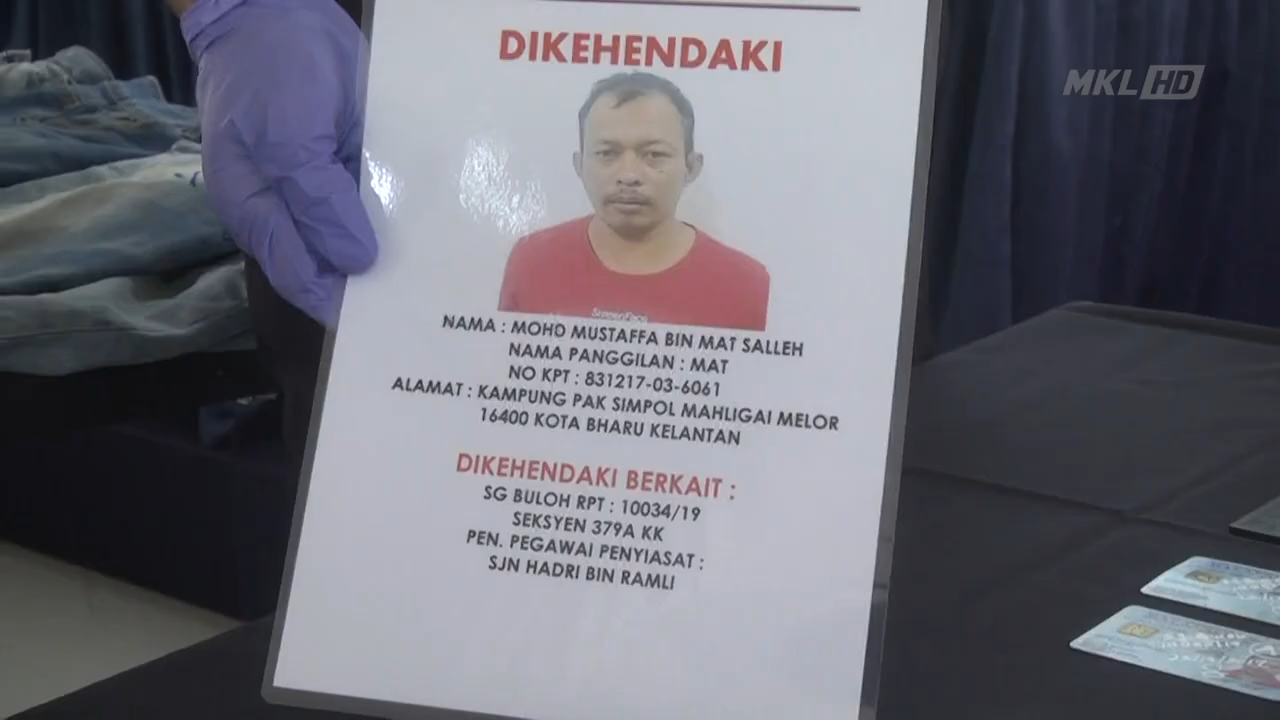 MKL HD
DIKEHENDAKI
NAMA : MOHD MUSTAFFA BIN MAT SALLEH
NAMA PANGGILAN : MAT
NO KPT : 831217-03-6061
ALAMAT : KAMPUNG PAK SIMPOL MAHLIGAI MELOR
16400 KOTA BHARU KELANTAN
DIKEHENDAKI BERKAIT :
SG BULOH RPT : 10034/19
SEKSYEN 379A KK
PEN. PEGAWAI PENYIASAT :
SJN HADRI BIN RAMLI